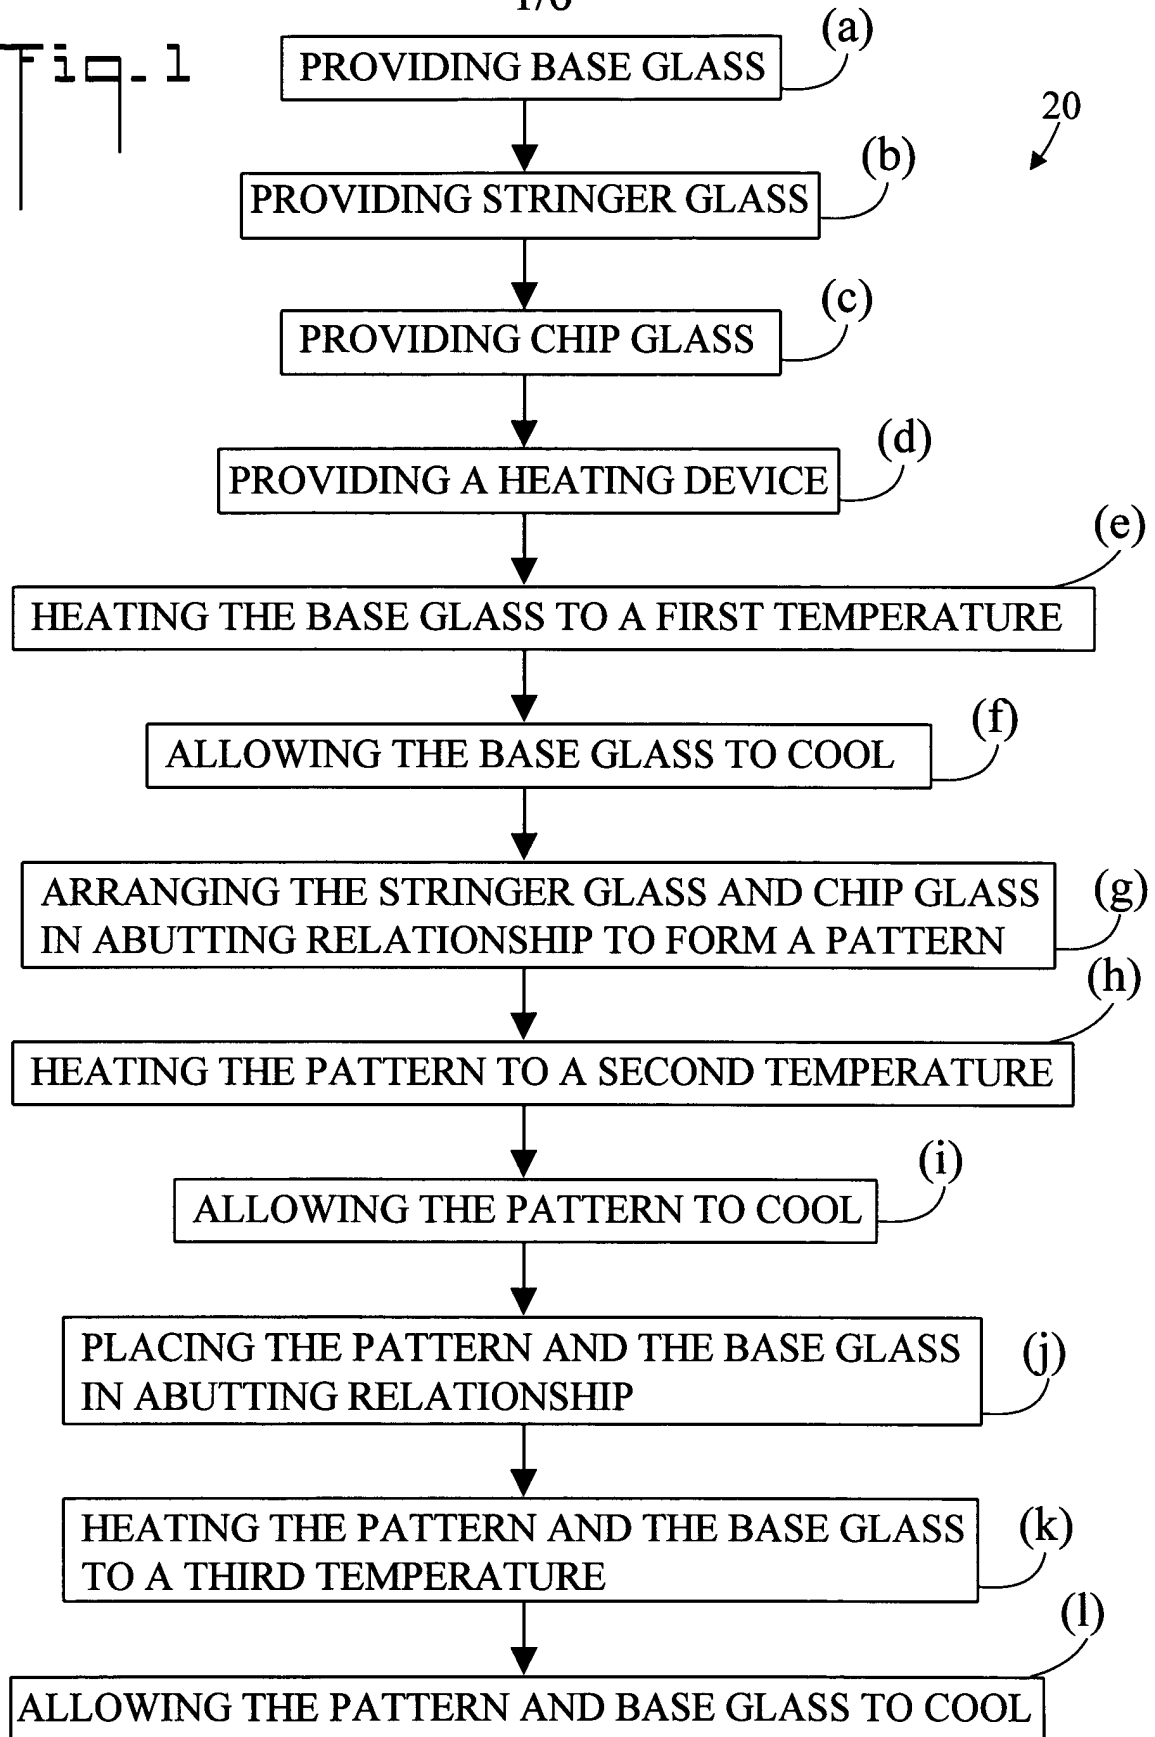 1/6
Fig. 1
PROVIDING BASE GLASS
(a)
20
PROVIDING STRINGER GLASS
(b)
PROVIDING CHIP GLASS
(c)
PROVIDING A HEATING DEVICE
(d)
HEATING THE BASE GLASS TO A FIRST TEMPERATURE
(e)
ALLOWING THE BASE GLASS TO COOL
(f)
ARRANGING THE STRINGER GLASS AND CHIP GLASS
IN ABUTTING RELATIONSHIP TO FORM A PATTERN
(g)
HEATING THE PATTERN TO A SECOND TEMPERATURE
(h)
ALLOWING THE PATTERN TO COOL
(i)
PLACING THE PATTERN AND THE BASE GLASS
IN ABUTTING RELATIONSHIP
(j)
HEATING THE PATTERN AND THE BASE GLASS
TO A THIRD TEMPERATURE
(k)
ALLOWING THE PATTERN AND BASE GLASS TO COOL
(l)